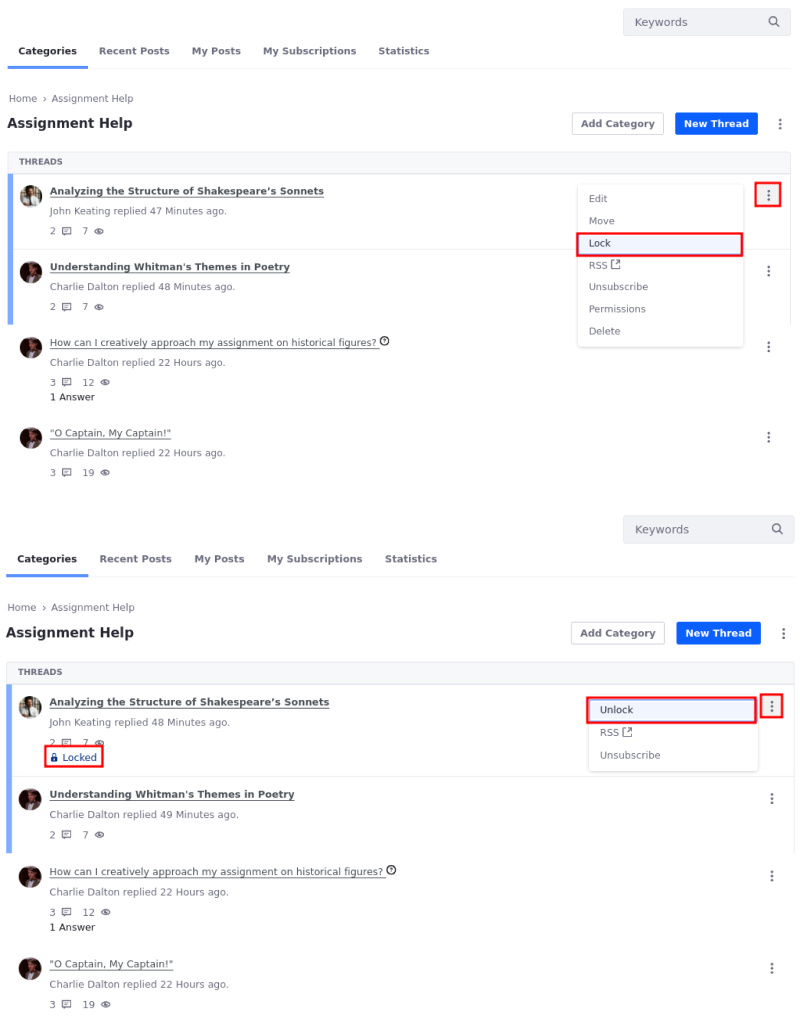 Keywords
Categories Recent Posts My Posts My Subscriptions Statistics
Home › Assignment Help
Assignment Help
Add Category New Thread
THREADS
Analyzing the Structure of Shakespeare’s Sonnets
John Keating replied 47 Minutes ago.
2 7
Edit
Move
Lock
RSS
Unsubscribe
Permissions
Delete
Understanding Whitman's Themes in Poetry
Charlie Dalton replied 48 Minutes ago.
2 7
How can I creatively approach my assignment on historical figures?
Charlie Dalton replied 22 Hours ago.
3 12
1 Answer
"O Captain, My Captain!"
Charlie Dalton replied 22 Hours ago.
3 19
Keywords
Categories Recent Posts My Posts My Subscriptions Statistics
Home › Assignment Help
Assignment Help
Add Category New Thread
THREADS
Analyzing the Structure of Shakespeare’s Sonnets
John Keating replied 48 Minutes ago.
2 7
Locked
Unlock
RSS
Unsubscribe
Understanding Whitman's Themes in Poetry
Charlie Dalton replied 49 Minutes ago.
2 7
How can I creatively approach my assignment on historical figures?
Charlie Dalton replied 22 Hours ago.
3 12
1 Answer
"O Captain, My Captain!"
Charlie Dalton replied 22 Hours ago.
3 19